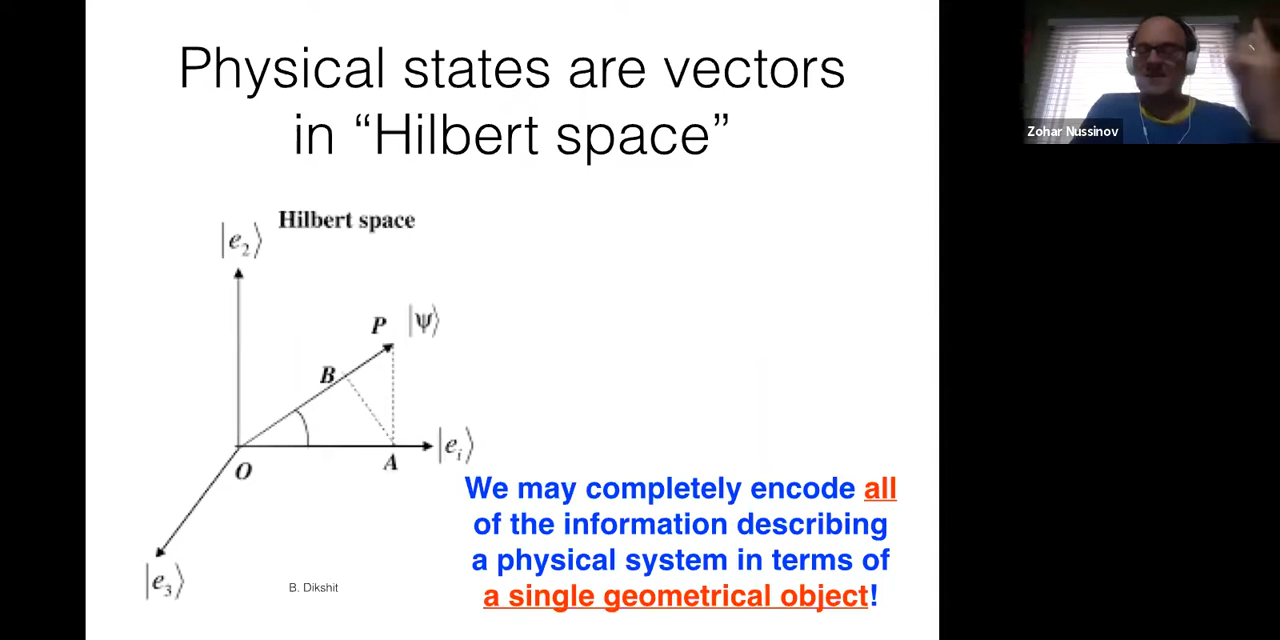 Physical states are vectors
in “Hilbert space”
Zohar Nussinov
Hilbert space
|e₂⟩
P |ψ⟩
B
|eᵢ⟩
O
A
|e₃⟩
B. Dikshit
We may completely encode all
of the information describing
a physical system in terms of
a single geometrical object!